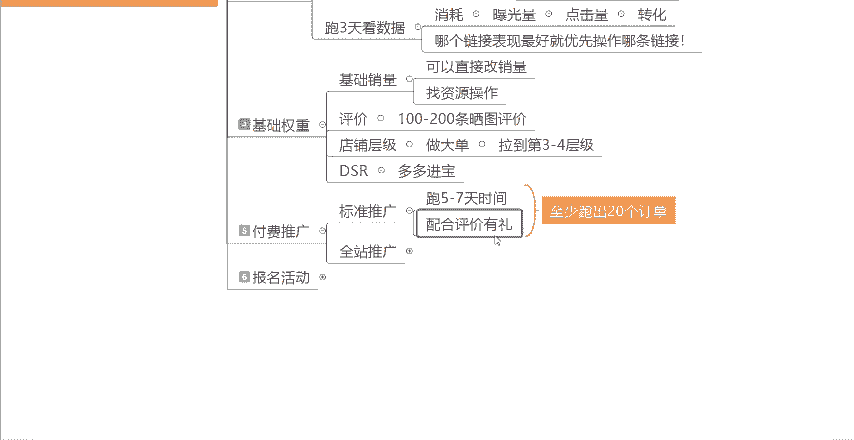 跑3天看数据
消耗 曝光量 点击量 转化
哪个链接表现最好就优先操作哪条链接！
4 基础权重
基础销量
可以直接改销量
找资源操作
评价 100-200条晒图评价
店铺层级 做大单 拉到第3-4层级
DSR 多多进宝
5 付费推广
标准推广
跑5-7天时间
配合评价有礼
至少跑出20个订单
全站推广
6 报名活动